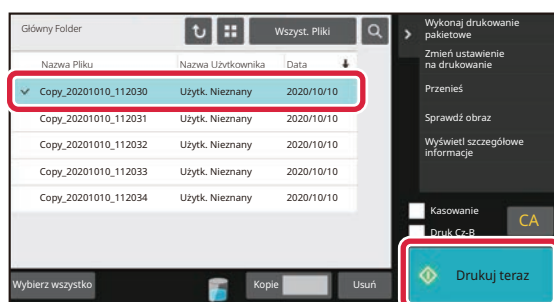 Główny Folder
Wszyst. Pliki
Nazwa Pliku
Nazwa Użytkownika
Data
Copy_20201010_112030 Użytk. Nieznany 2020/10/10
Copy_20201010_112031 Użytk. Nieznany 2020/10/10
Copy_20201010_112032 Użytk. Nieznany 2020/10/10
Copy_20201010_112033 Użytk. Nieznany 2020/10/10
Copy_20201010_112034 Użytk. Nieznany 2020/10/10
Wybierz wszystko
Kopie
Usuń
Wykonaj drukowanie
pakietowe
Zmień ustawienie
na drukowanie
Przenieś
Sprawdź obraz
Wyświetl szczegółowe
informacje
Kasowanie
Druk Cz-B
CA
Drukuj teraz